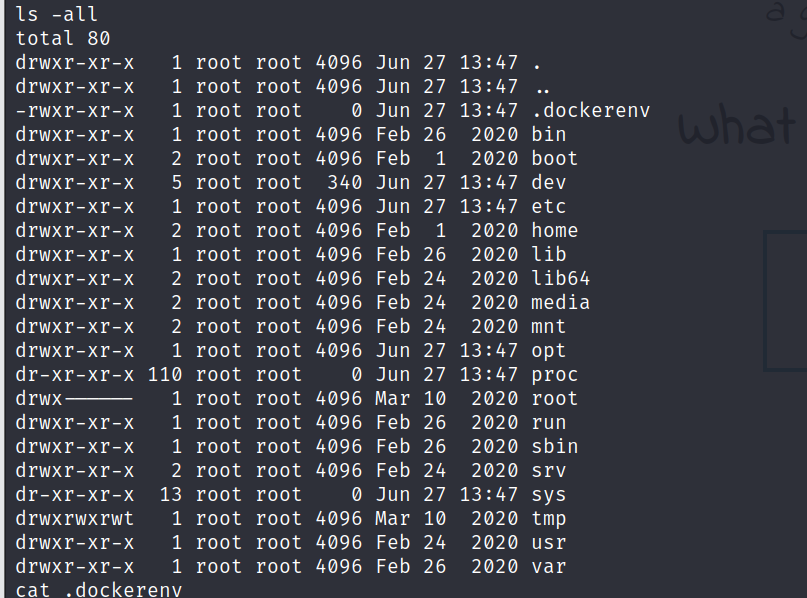 ls -all
total 80
drwxr-xr-x   1 root root 4096 Jun 27 13:47 .
drwxr-xr-x   1 root root 4096 Jun 27 13:47 ..
-rwxr-xr-x   1 root root    0 Jun 27 13:47 .dockerenv
drwxr-xr-x   1 root root 4096 Feb 26  2020 bin
drwxr-xr-x   2 root root 4096 Feb  1  2020 boot
drwxr-xr-x   5 root root  340 Jun 27 13:47 dev
drwxr-xr-x   1 root root 4096 Jun 27 13:47 etc
drwxr-xr-x   2 root root 4096 Feb  1  2020 home
drwxr-xr-x   1 root root 4096 Feb 26  2020 lib
drwxr-xr-x   2 root root 4096 Feb 24  2020 lib64
drwxr-xr-x   2 root root 4096 Feb 24  2020 media
drwxr-xr-x   2 root root 4096 Feb 24  2020 mnt
drwxr-xr-x   1 root root 4096 Jun 27 13:47 opt
dr-xr-xr-x 110 root root    0 Jun 27 13:47 proc
drwx------   1 root root 4096 Mar 10  2020 root
drwxr-xr-x   1 root root 4096 Feb 26  2020 run
drwxr-xr-x   1 root root 4096 Feb 26  2020 sbin
drwxr-xr-x   2 root root 4096 Feb 24  2020 srv
dr-xr-xr-x  13 root root    0 Jun 27 13:47 sys
drwxrwxrwt   1 root root 4096 Mar 10  2020 tmp
drwxr-xr-x   1 root root 4096 Feb 24  2020 usr
drwxr-xr-x   1 root root 4096 Feb 26  2020 var
cat .dockerenv
what